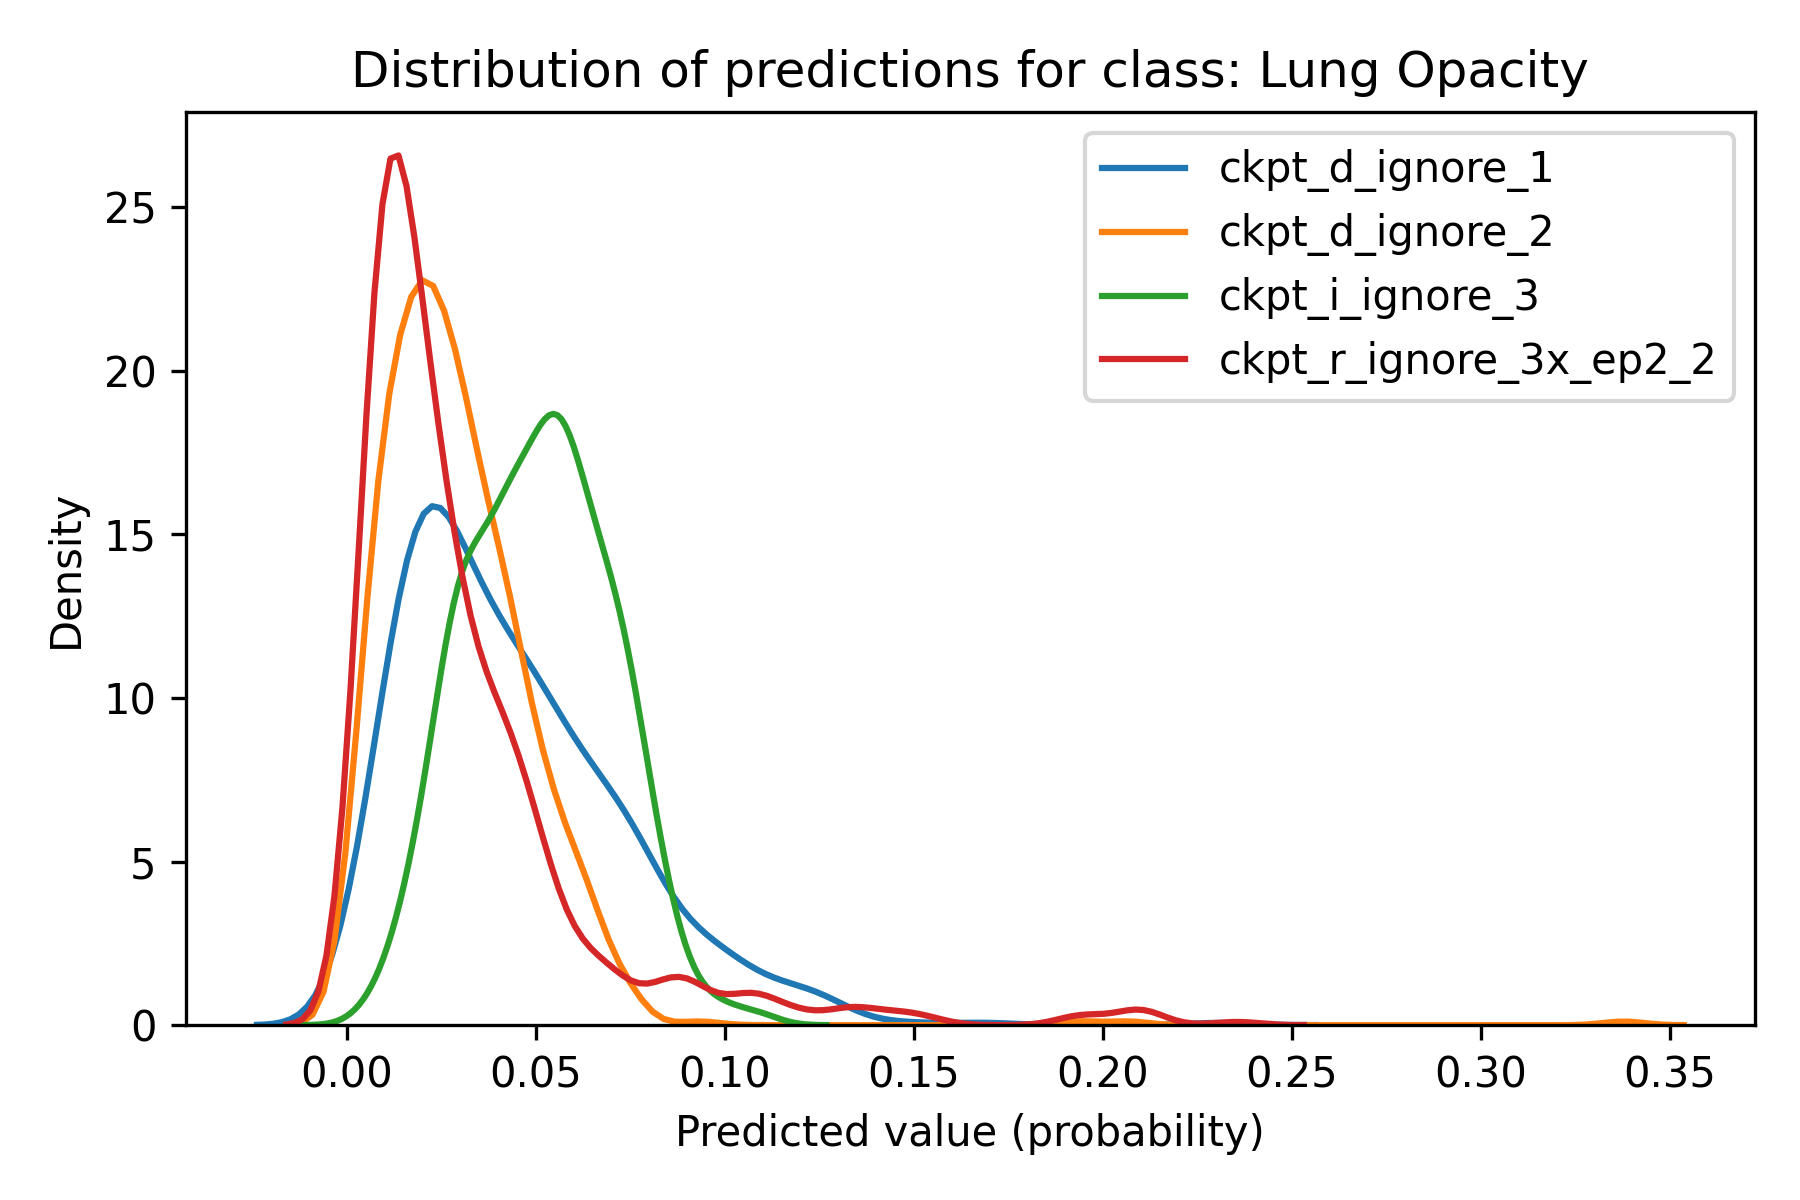 Distribution of predictions for class: Lung Opacity
ckpt_d_ignore_1
ckpt_d_ignore_2
ckpt_i_ignore_3
ckpt_r_ignore_3x_ep2_2
Density
25
20
15
10
5
0
0.00 0.05 0.10 0.15 0.20 0.25 0.30 0.35
Predicted value (probability)